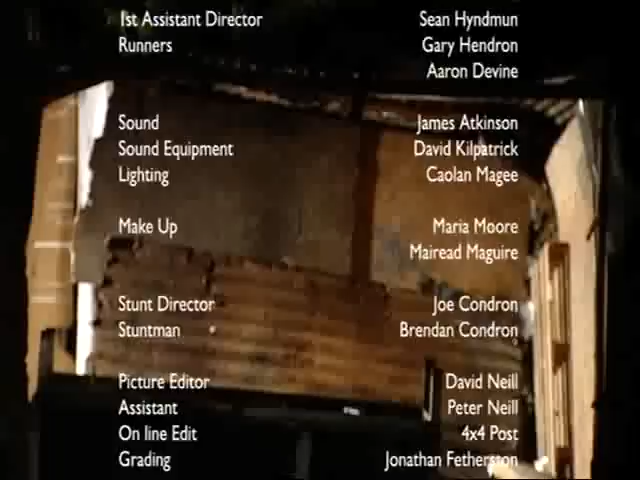 1st Assistant Director Sean Hyndmun
Runners Gary Hendron
Aaron Devine
Sound James Atkinson
Sound Equipment David Kilpatrick
Lighting Caolan Magee
Make Up Maria Moore
Mairead Maguire
Stunt Director Joe Condron
Stuntman Brendan Condron
Picture Editor David Neill
Assistant Peter Neill
On line Edit 4x4 Post
Grading Jonathan Fetherston